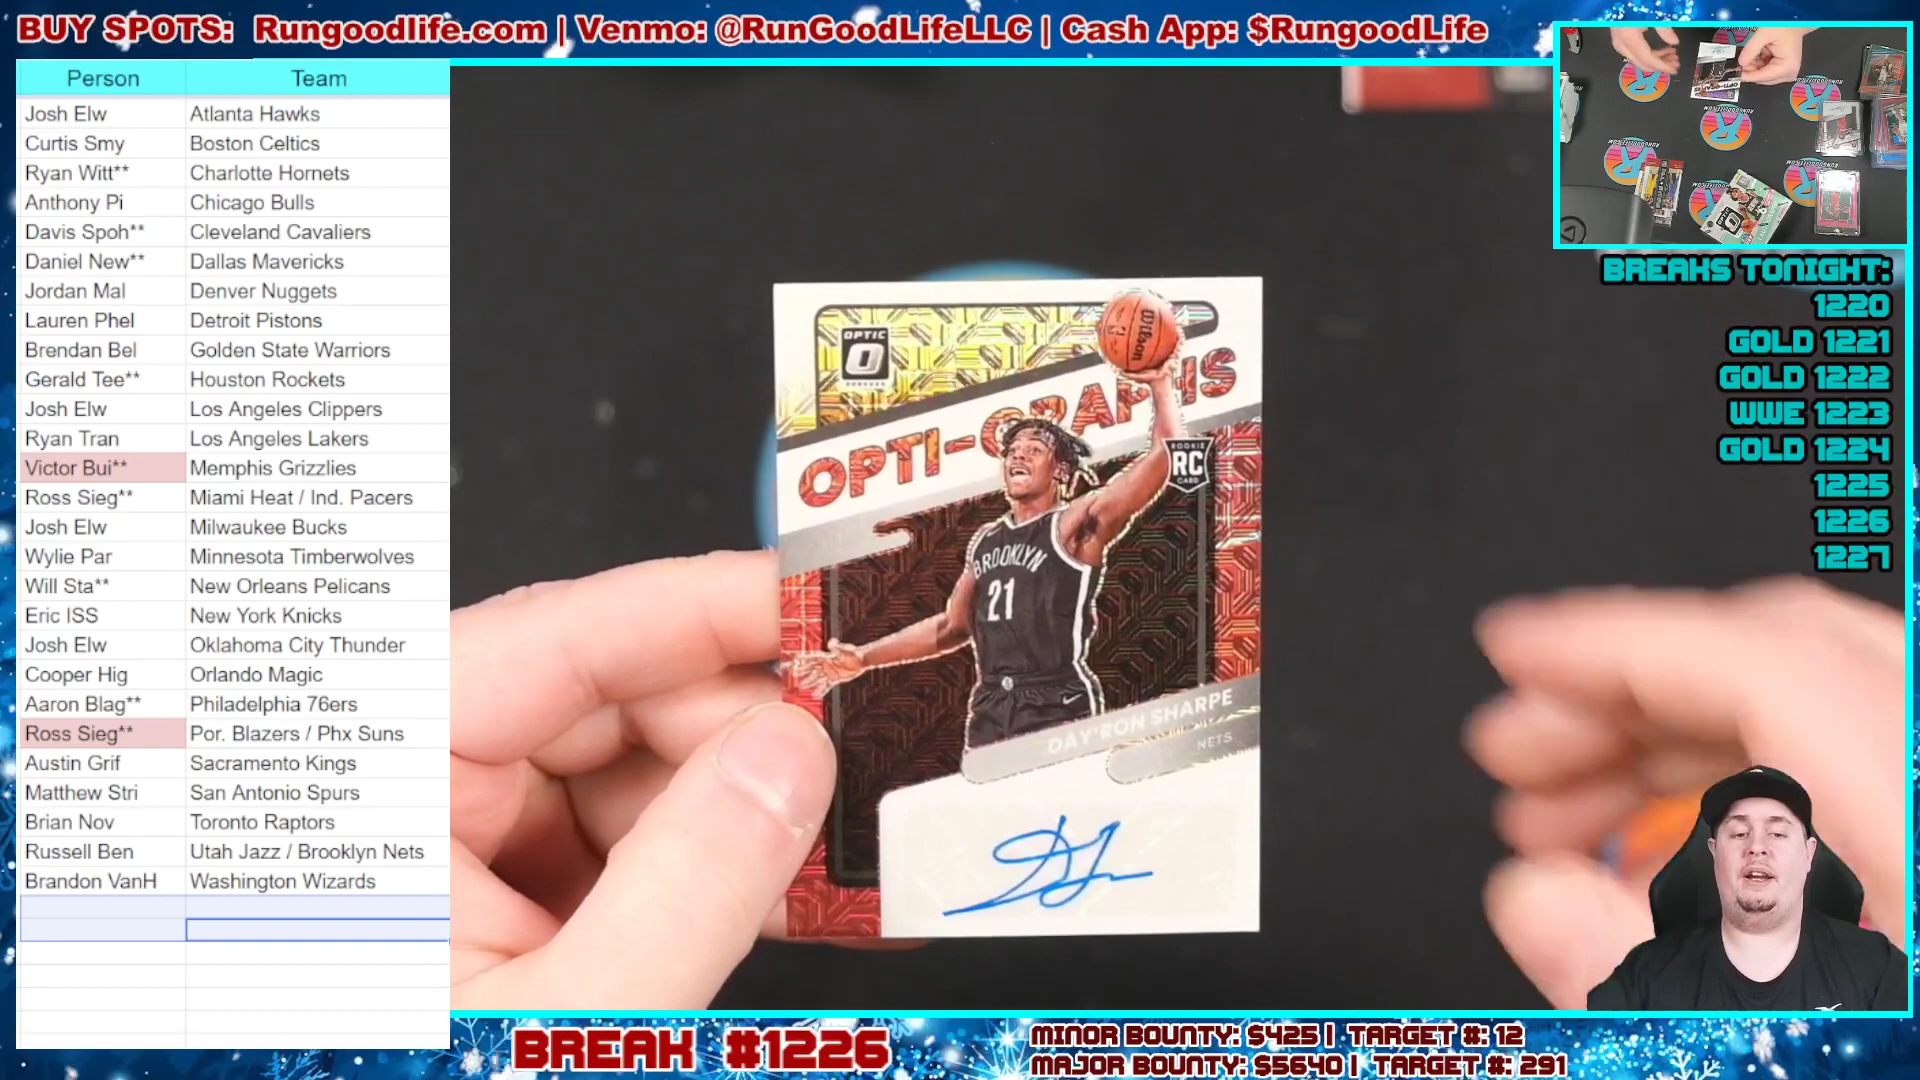 BUY SPOTS: Rungoodlife.com | Venmo: @RunGoodLifeLLC | Cash App: $RungoodLife
Person Team
Josh Elw Atlanta Hawks
Curtis Smy Boston Celtics
Ryan Witt** Charlotte Hornets
Anthony Pi Chicago Bulls
Davis Spoh** Cleveland Cavaliers
Daniel New** Dallas Mavericks
Jordan Mal Denver Nuggets
Lauren Phel Detroit Pistons
Brendan Bel Golden State Warriors
Gerald Tee** Houston Rockets
Josh Elw Los Angeles Clippers
Ryan Tran Los Angeles Lakers
Victor Bui** Memphis Grizzlies
Ross Sieg** Miami Heat / Ind. Pacers
Josh Elw Milwaukee Bucks
Wylie Par Minnesota Timberwolves
Will Sta** New Orleans Pelicans
Eric ISS New York Knicks
Josh Elw Oklahoma City Thunder
Cooper Hig Orlando Magic
Aaron Blag** Philadelphia 76ers
Ross Sieg** Por. Blazers / Phx Suns
Austin Grif Sacramento Kings
Matthew Stri San Antonio Spurs
Brian Nov Toronto Raptors
Russell Ben Utah Jazz / Brooklyn Nets
Brandon VanH Washington Wizards
OPTIC
DONRUSS
Wilson
OPTI-GRAPHS
ROOKIE
RC
CARD
BROOKLYN
21
DAY'RON SHARPE
NETS
BREAKS TONIGHT:
1220
GOLD 1221
GOLD 1222
WWE 1223
GOLD 1224
1225
1226
1227
BREAK #1226
MINOR BOUNTY: $425 | TARGET #: 12
MAJOR BOUNTY: $5640 | TARGET #: 291